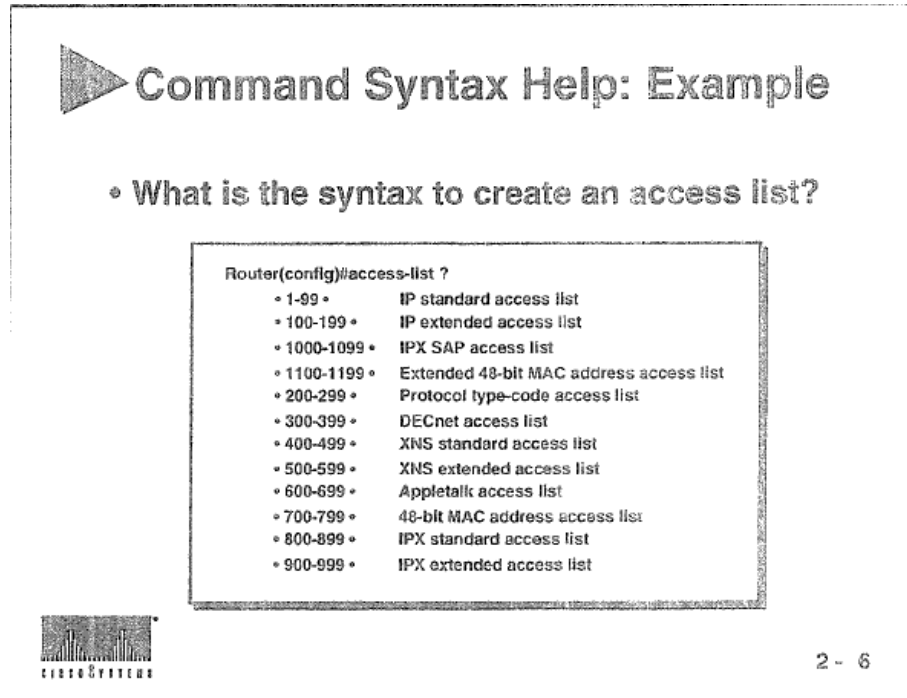 Command Syntax Help: Example
• What is the syntax to create an access list?
Router(config)#access-list ?
• 1-99 • IP standard access list
• 100-199 • IP extended access list
• 1000-1099 • IPX SAP access list
• 1100-1199 • Extended 48-bit MAC address access list
• 200-299 • Protocol type-code access list
• 300-399 • DECnet access list
• 400-499 • XNS standard access list
• 500-599 • XNS extended access list
• 600-699 • Appletalk access list
• 700-799 • 48-bit MAC address access list
• 800-899 • IPX standard access list
• 900-999 • IPX extended access list
CISCO SYSTEMS
2 - 6